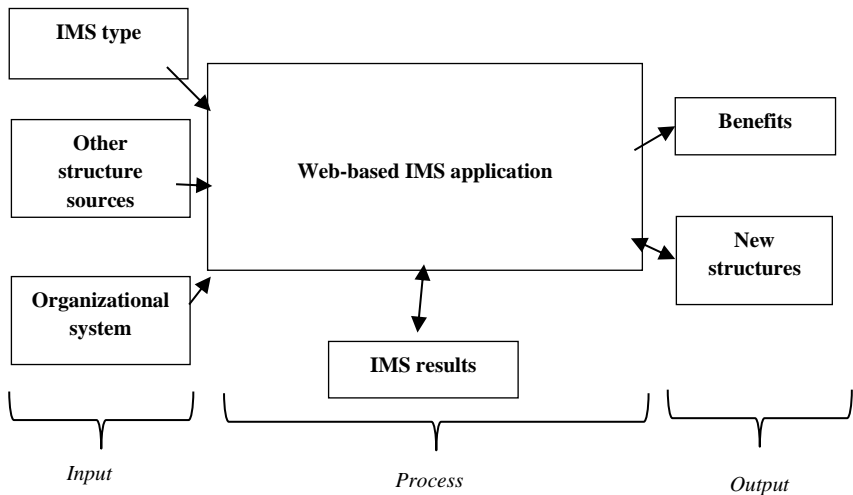 IMS type
Other
structure
sources
Organizational
system
Web-based IMS application
IMS results
Benefits
New
structures
Input
Process
Output